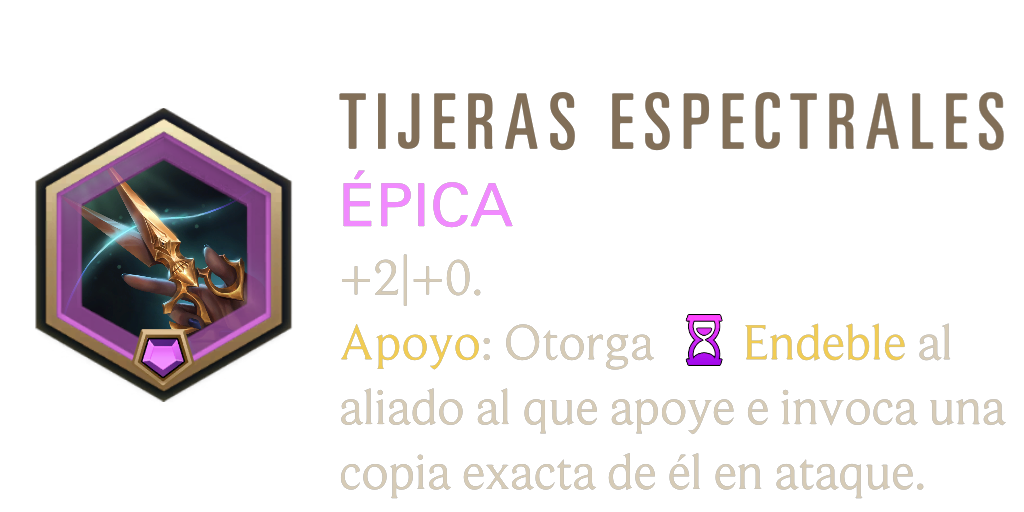 TIJERAS ESPECTRALES
ÉPICA
+2|+0.
Apoyo: Otorga Endeble al
aliado al que apoye e invoca una
copia exacta de él en ataque.